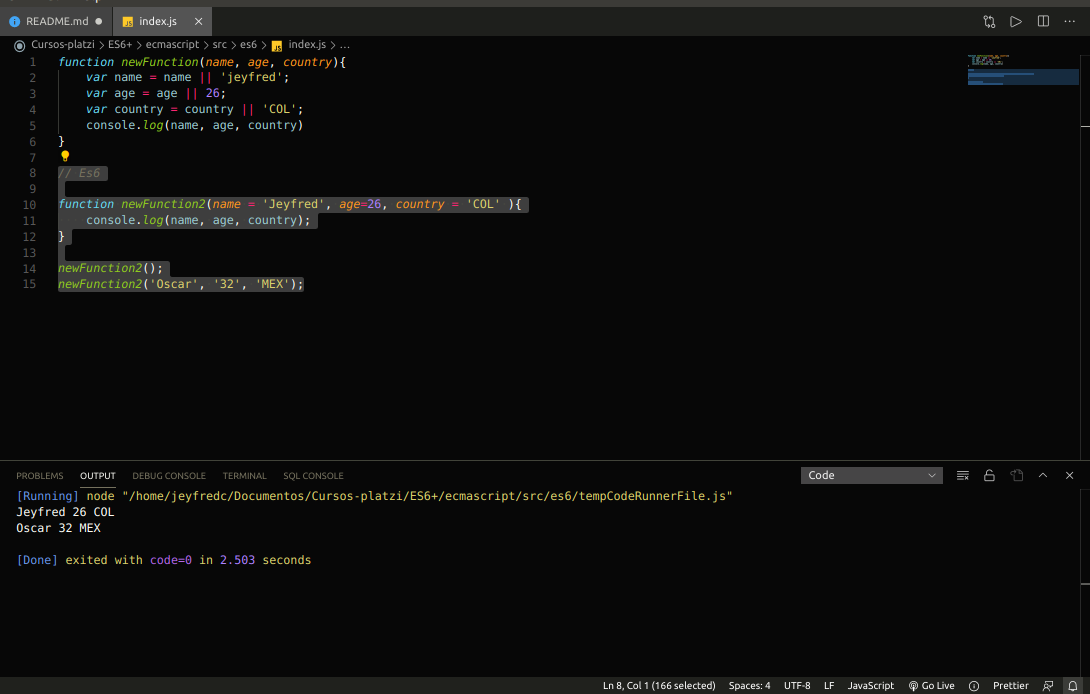 README.md
index.js
Cursos-platzi > ES6+ > ecmascript > src > es6 > index.js > ...
1 function newFunction(name, age, country){
2     var name = name || 'jeyfred';
3     var age = age || 26;
4     var country = country || 'COL';
5     console.log(name, age, country)
6 }
7
8 // Es6
9
10 function newFunction2(name = 'Jeyfred', age=26, country = 'COL' ){
11     console.log(name, age, country);
12 }
13
14 newFunction2();
15 newFunction2('Oscar', '32', 'MEX');
PROBLEMS OUTPUT DEBUG CONSOLE TERMINAL SQL CONSOLE
Code
[Running] node "/home/jeyfredc/Documentos/Cursos-platzi/ES6+/ecmascript/src/es6/tempCodeRunnerFile.js"
Jeyfred 26 COL
Oscar 32 MEX
[Done] exited with code=0 in 2.503 seconds
Ln 8, Col 1 (166 selected) Spaces: 4 UTF-8 LF JavaScript Go Live Prettier